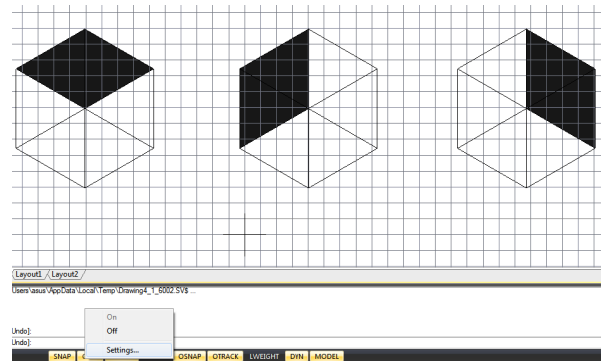 Layout1 Layout2
Users\asus\AppData\Local\Temp\Drawing4_1_6002.SV$ ...
On
Off
Undo]:
Undo]:
Settings...
SNAP OSNAP OTRACK LWEIGHT DYN MODEL